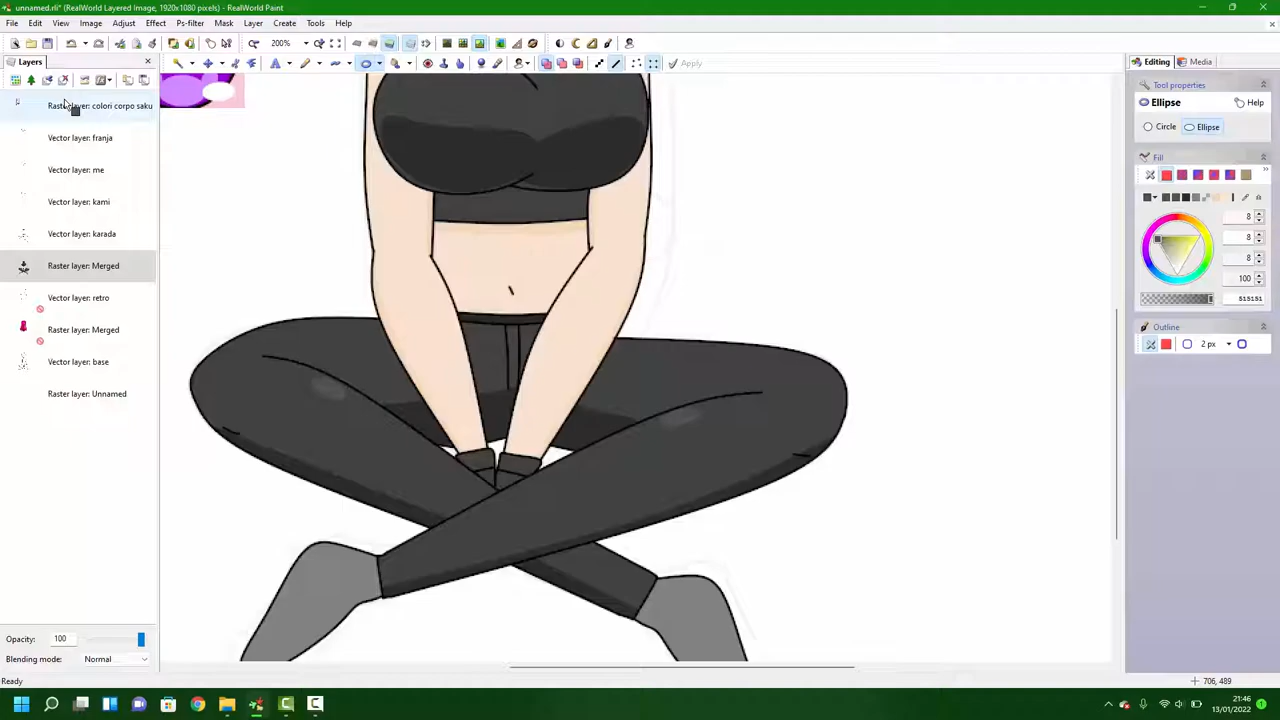 unnamed.rli* (RealWorld Layered Image, 1920x1080 pixels) - RealWorld Paint
File Edit View Image Adjust Effect Ps-filter Mask Layer Create Tools Help
200%
Layers
Apply
Editing Media
Raster layer: colori corpo saku
Vector layer: franja
Vector layer: me
Vector layer: kami
Vector layer: karada
Raster layer: Merged
Vector layer: retro
Raster layer: Merged
Vector layer: base
Raster layer: Unnamed
Tool properties
Ellipse Help
Circle Ellipse
Fill
8
8
8
100
515151
Outline
2 px
Opacity: 100
Blending mode: Normal
Ready
706, 489
21:46
13/01/2022
1